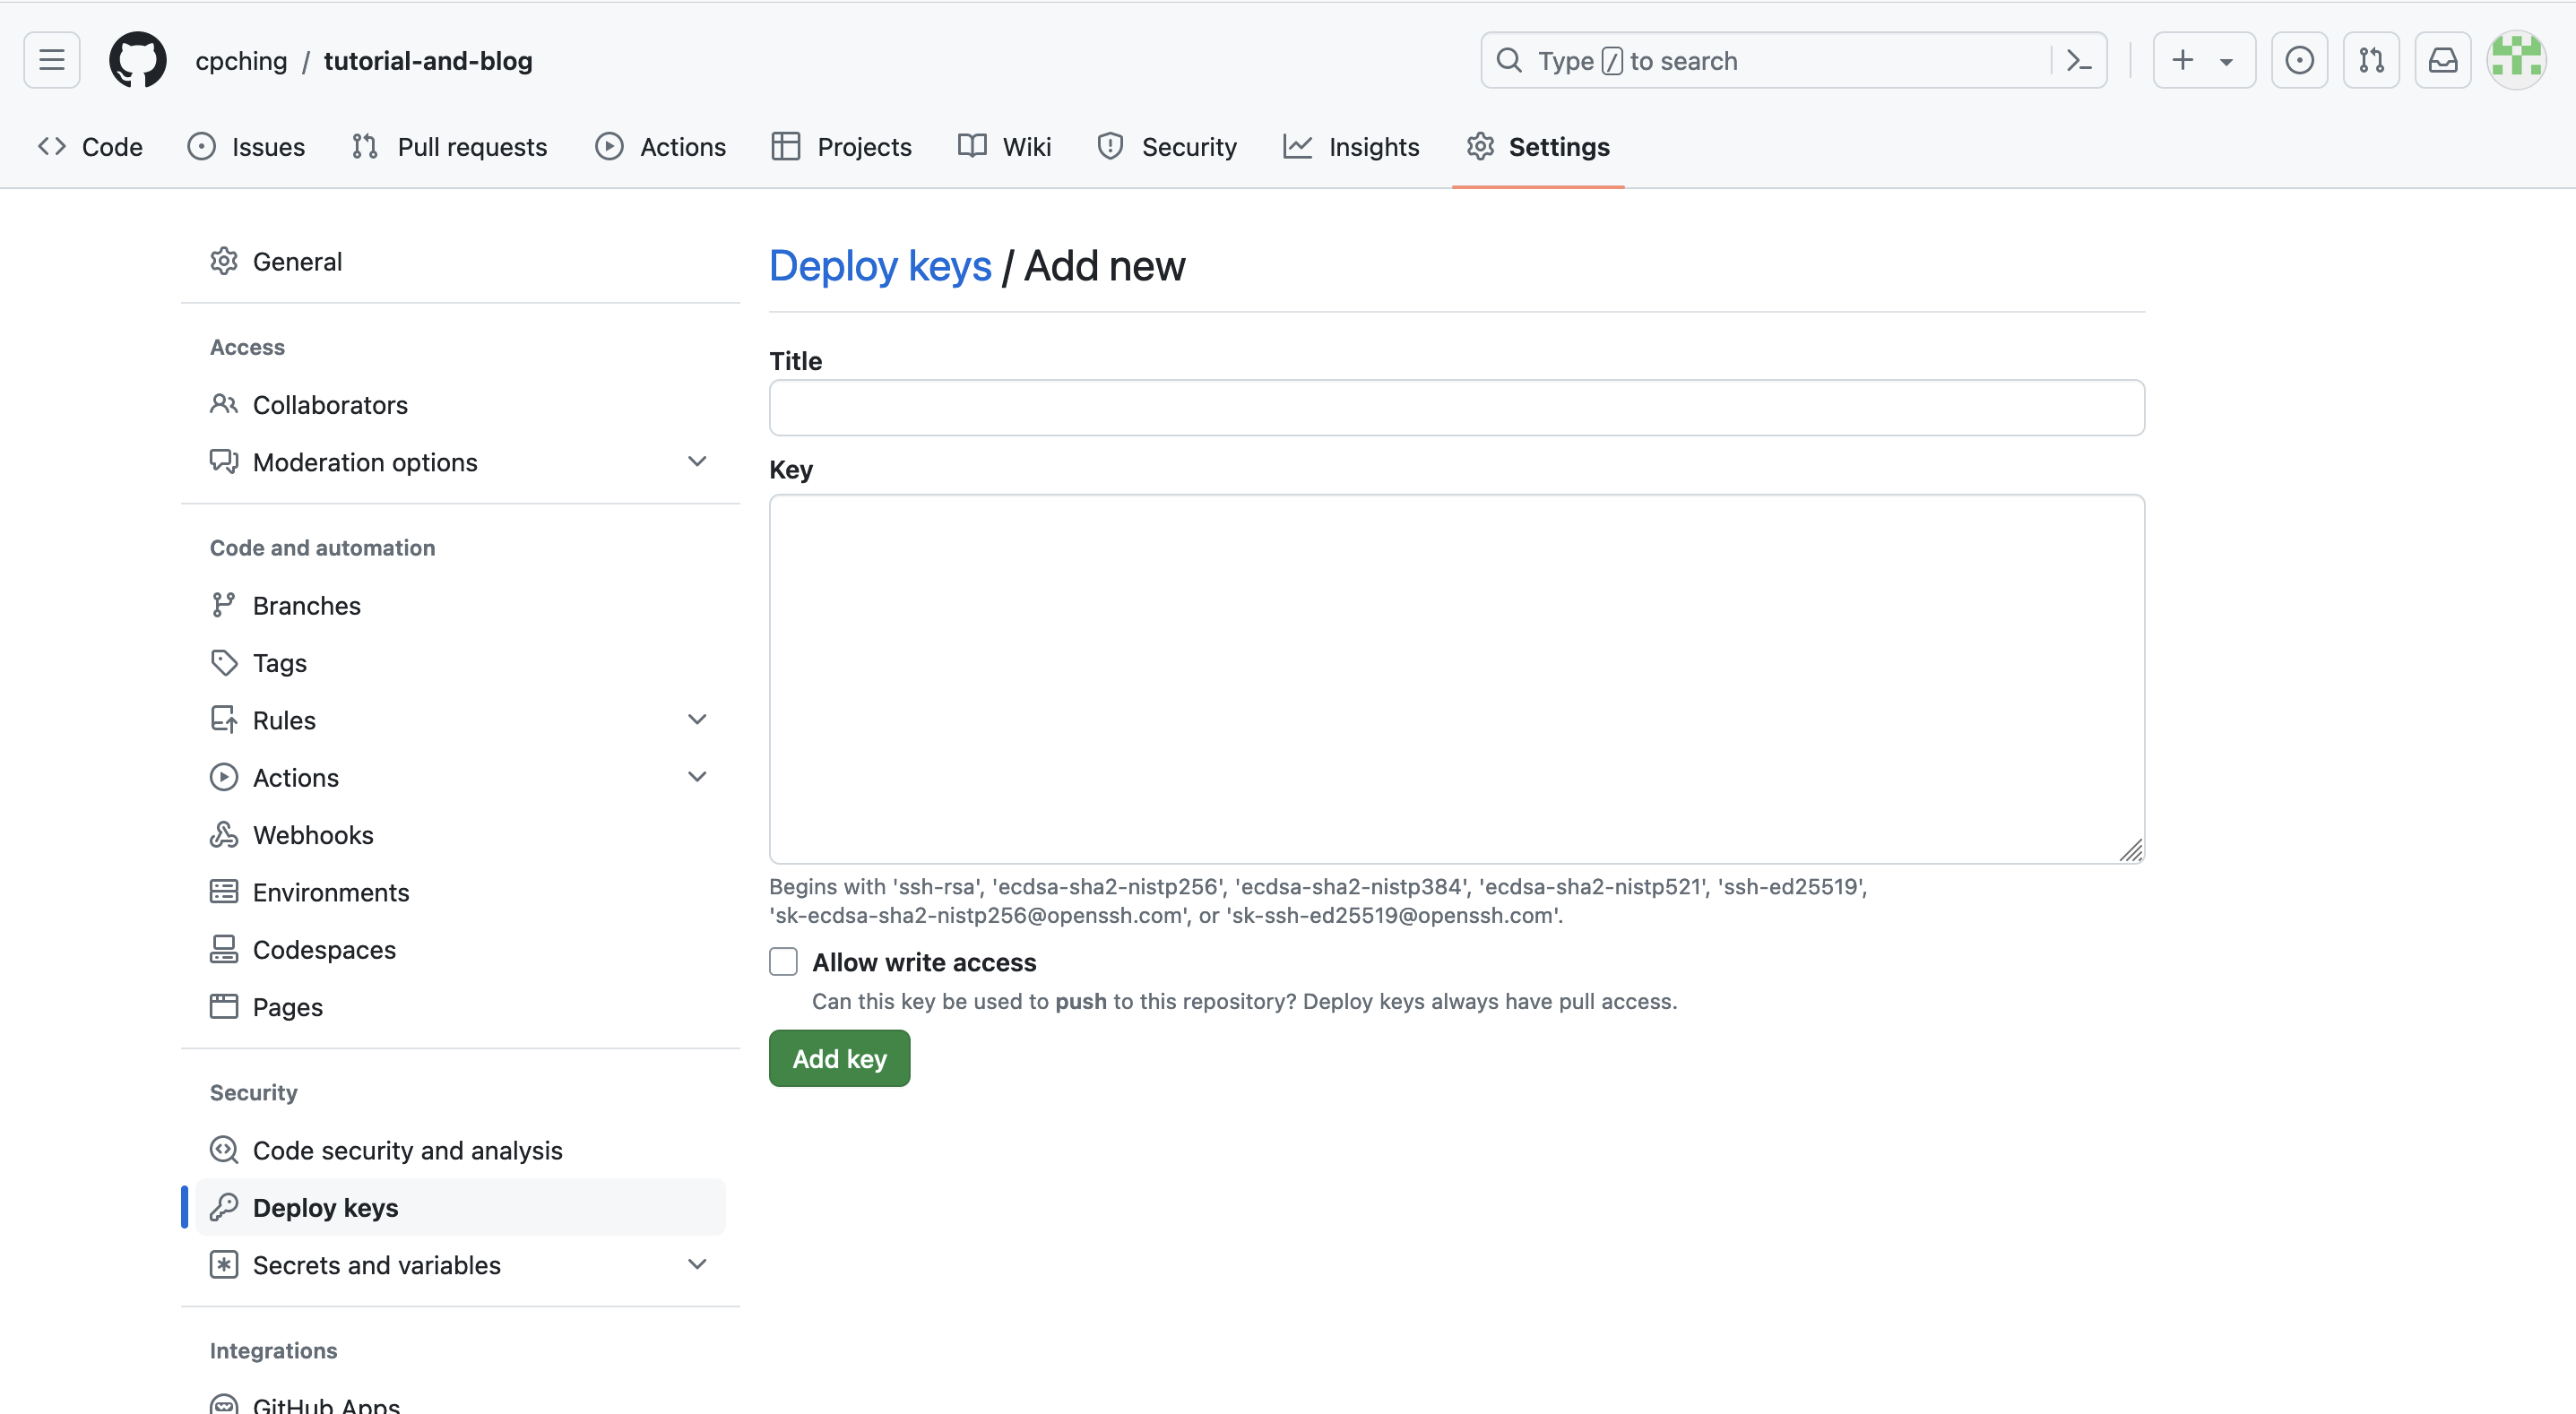 cpching / tutorial-and-blog
Type / to search
Code Issues Pull requests Actions Projects Wiki Security Insights Settings
General
Access
Collaborators
Moderation options
Code and automation
Branches
Tags
Rules
Actions
Webhooks
Environments
Codespaces
Pages
Security
Code security and analysis
Deploy keys
Secrets and variables
Integrations
GitHub Apps
Deploy keys / Add new
Title
Key
Begins with 'ssh-rsa', 'ecdsa-sha2-nistp256', 'ecdsa-sha2-nistp384', 'ecdsa-sha2-nistp521', 'ssh-ed25519',
'sk-ecdsa-sha2-nistp256@openssh.com', or 'sk-ssh-ed25519@openssh.com'.
Allow write access
Can this key be used to push to this repository? Deploy keys always have pull access.
Add key